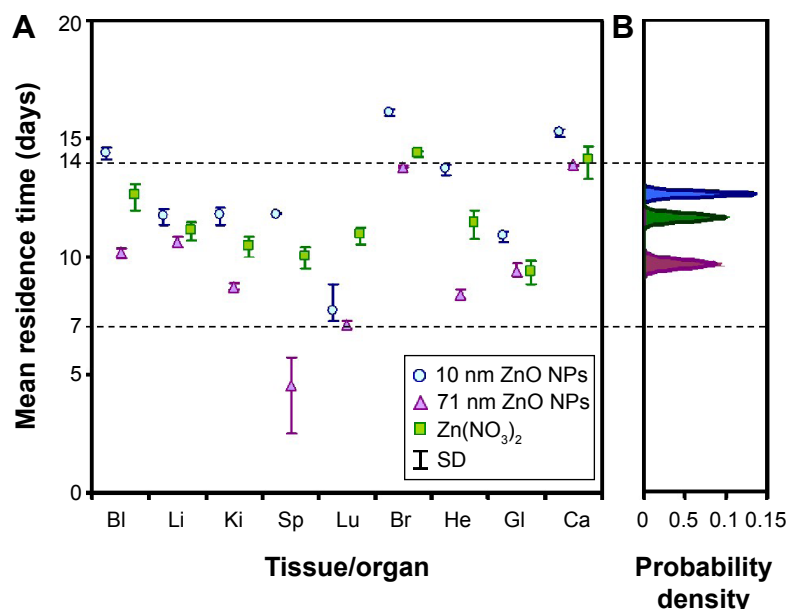 A
B
Mean residence time (days)
20
15
14
10
7
5
0
10 nm ZnO NPs
71 nm ZnO NPs
Zn(NO3)2
SD
Bl Li Ki Sp Lu Br He Gl Ca
Tissue/organ
0 0.5 0.1 0.15
Probability
density